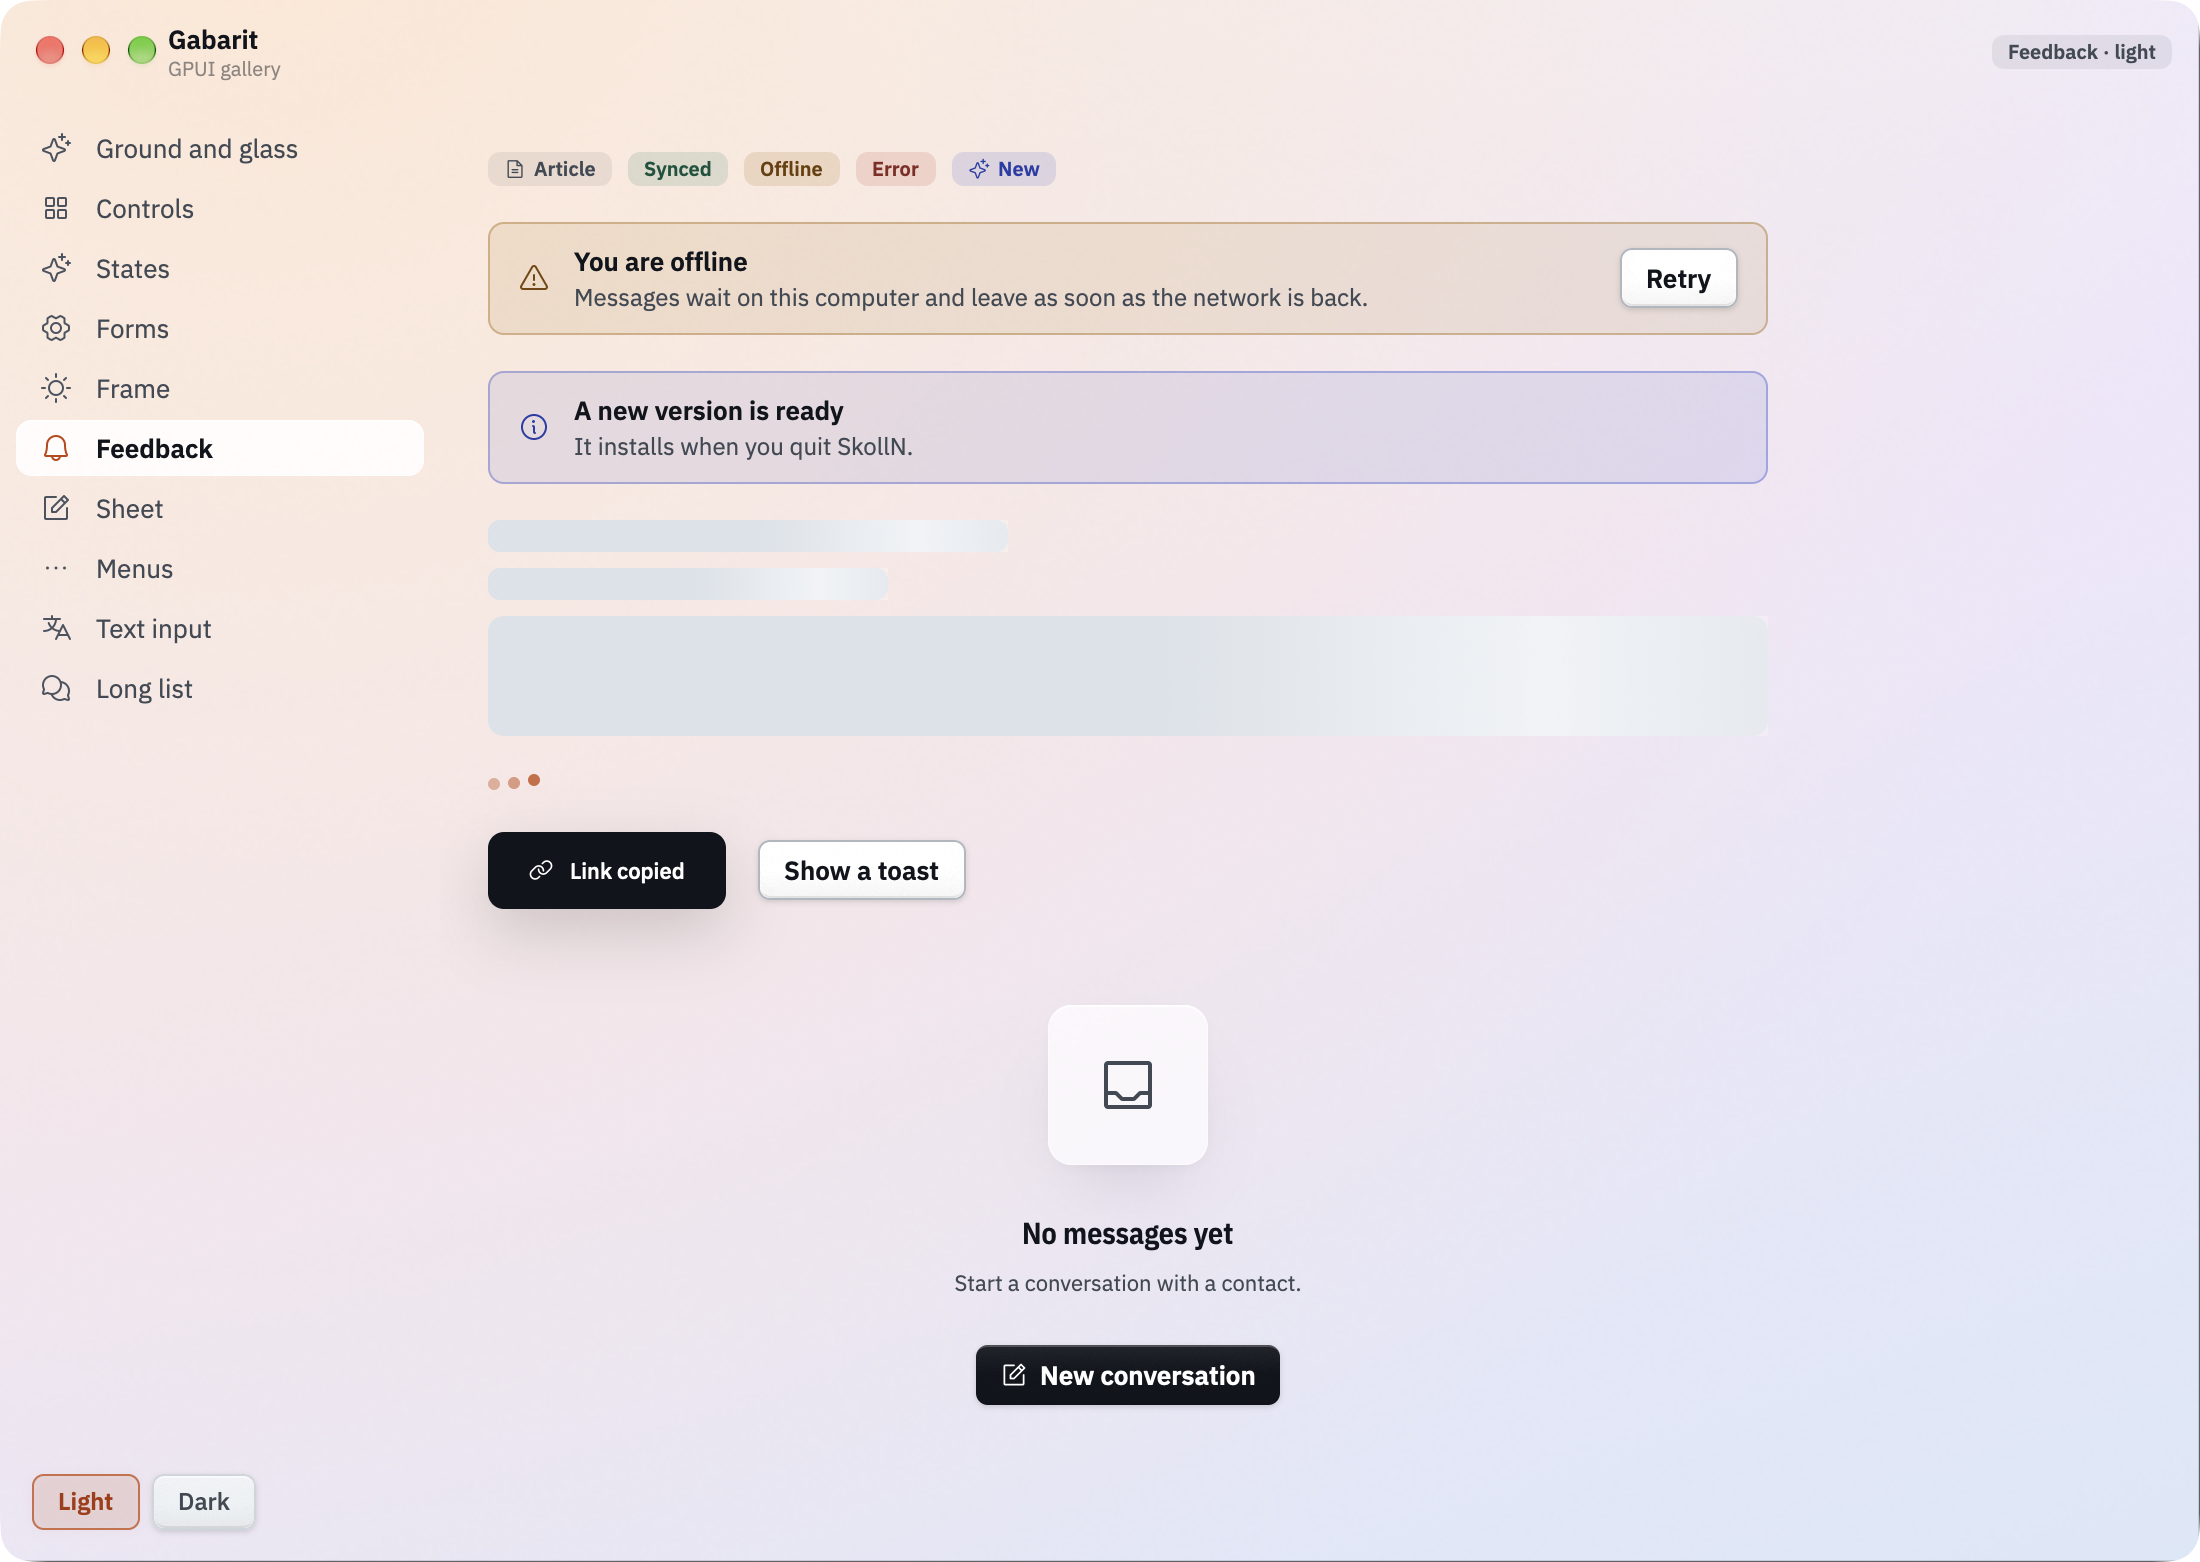 Gabarit
GPUI gallery
Feedback · light
Ground and glass
Controls
States
Forms
Frame
Feedback
Sheet
Menus
Text input
Long list
Article
Synced
Offline
Error
New
You are offline
Messages wait on this computer and leave as soon as the network is back.
Retry
A new version is ready
It installs when you quit SkollN.
Link copied
Show a toast
No messages yet
Start a conversation with a contact.
New conversation
Light
Dark